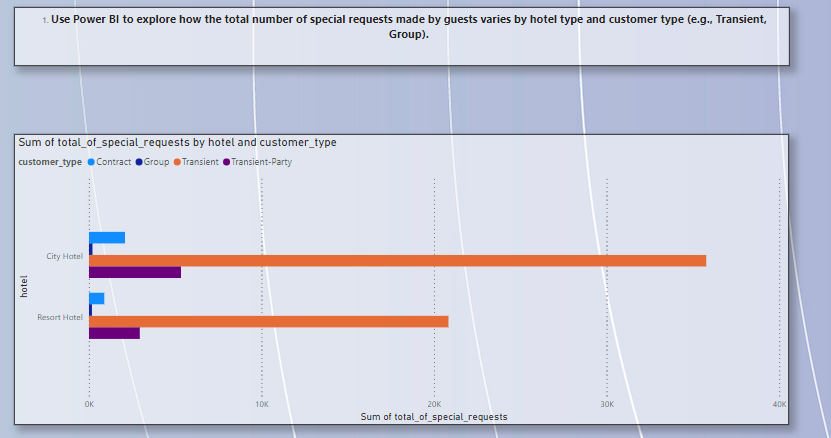 1. Use Power BI to explore how the total number of special requests made by guests varies by hotel type and customer type (e.g., Transient,
Group).
Sum of total_of_special_requests by hotel and customer_type
customer_type Contract Group Transient Transient-Party
hotel
City Hotel
Resort Hotel
0K 10K 20K 30K 40K
Sum of total_of_special_requests